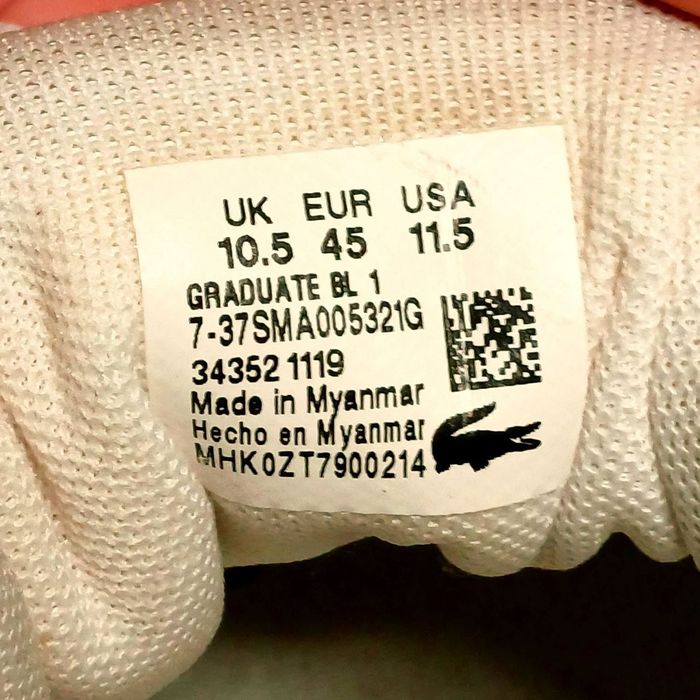 UK EUR USA
10.5 45 11.5
GRADUATE BL 1
7-37SMA005321G
34352 1119
Made in Myanmar
Hecho en Myanmar
MHK0ZT7900214